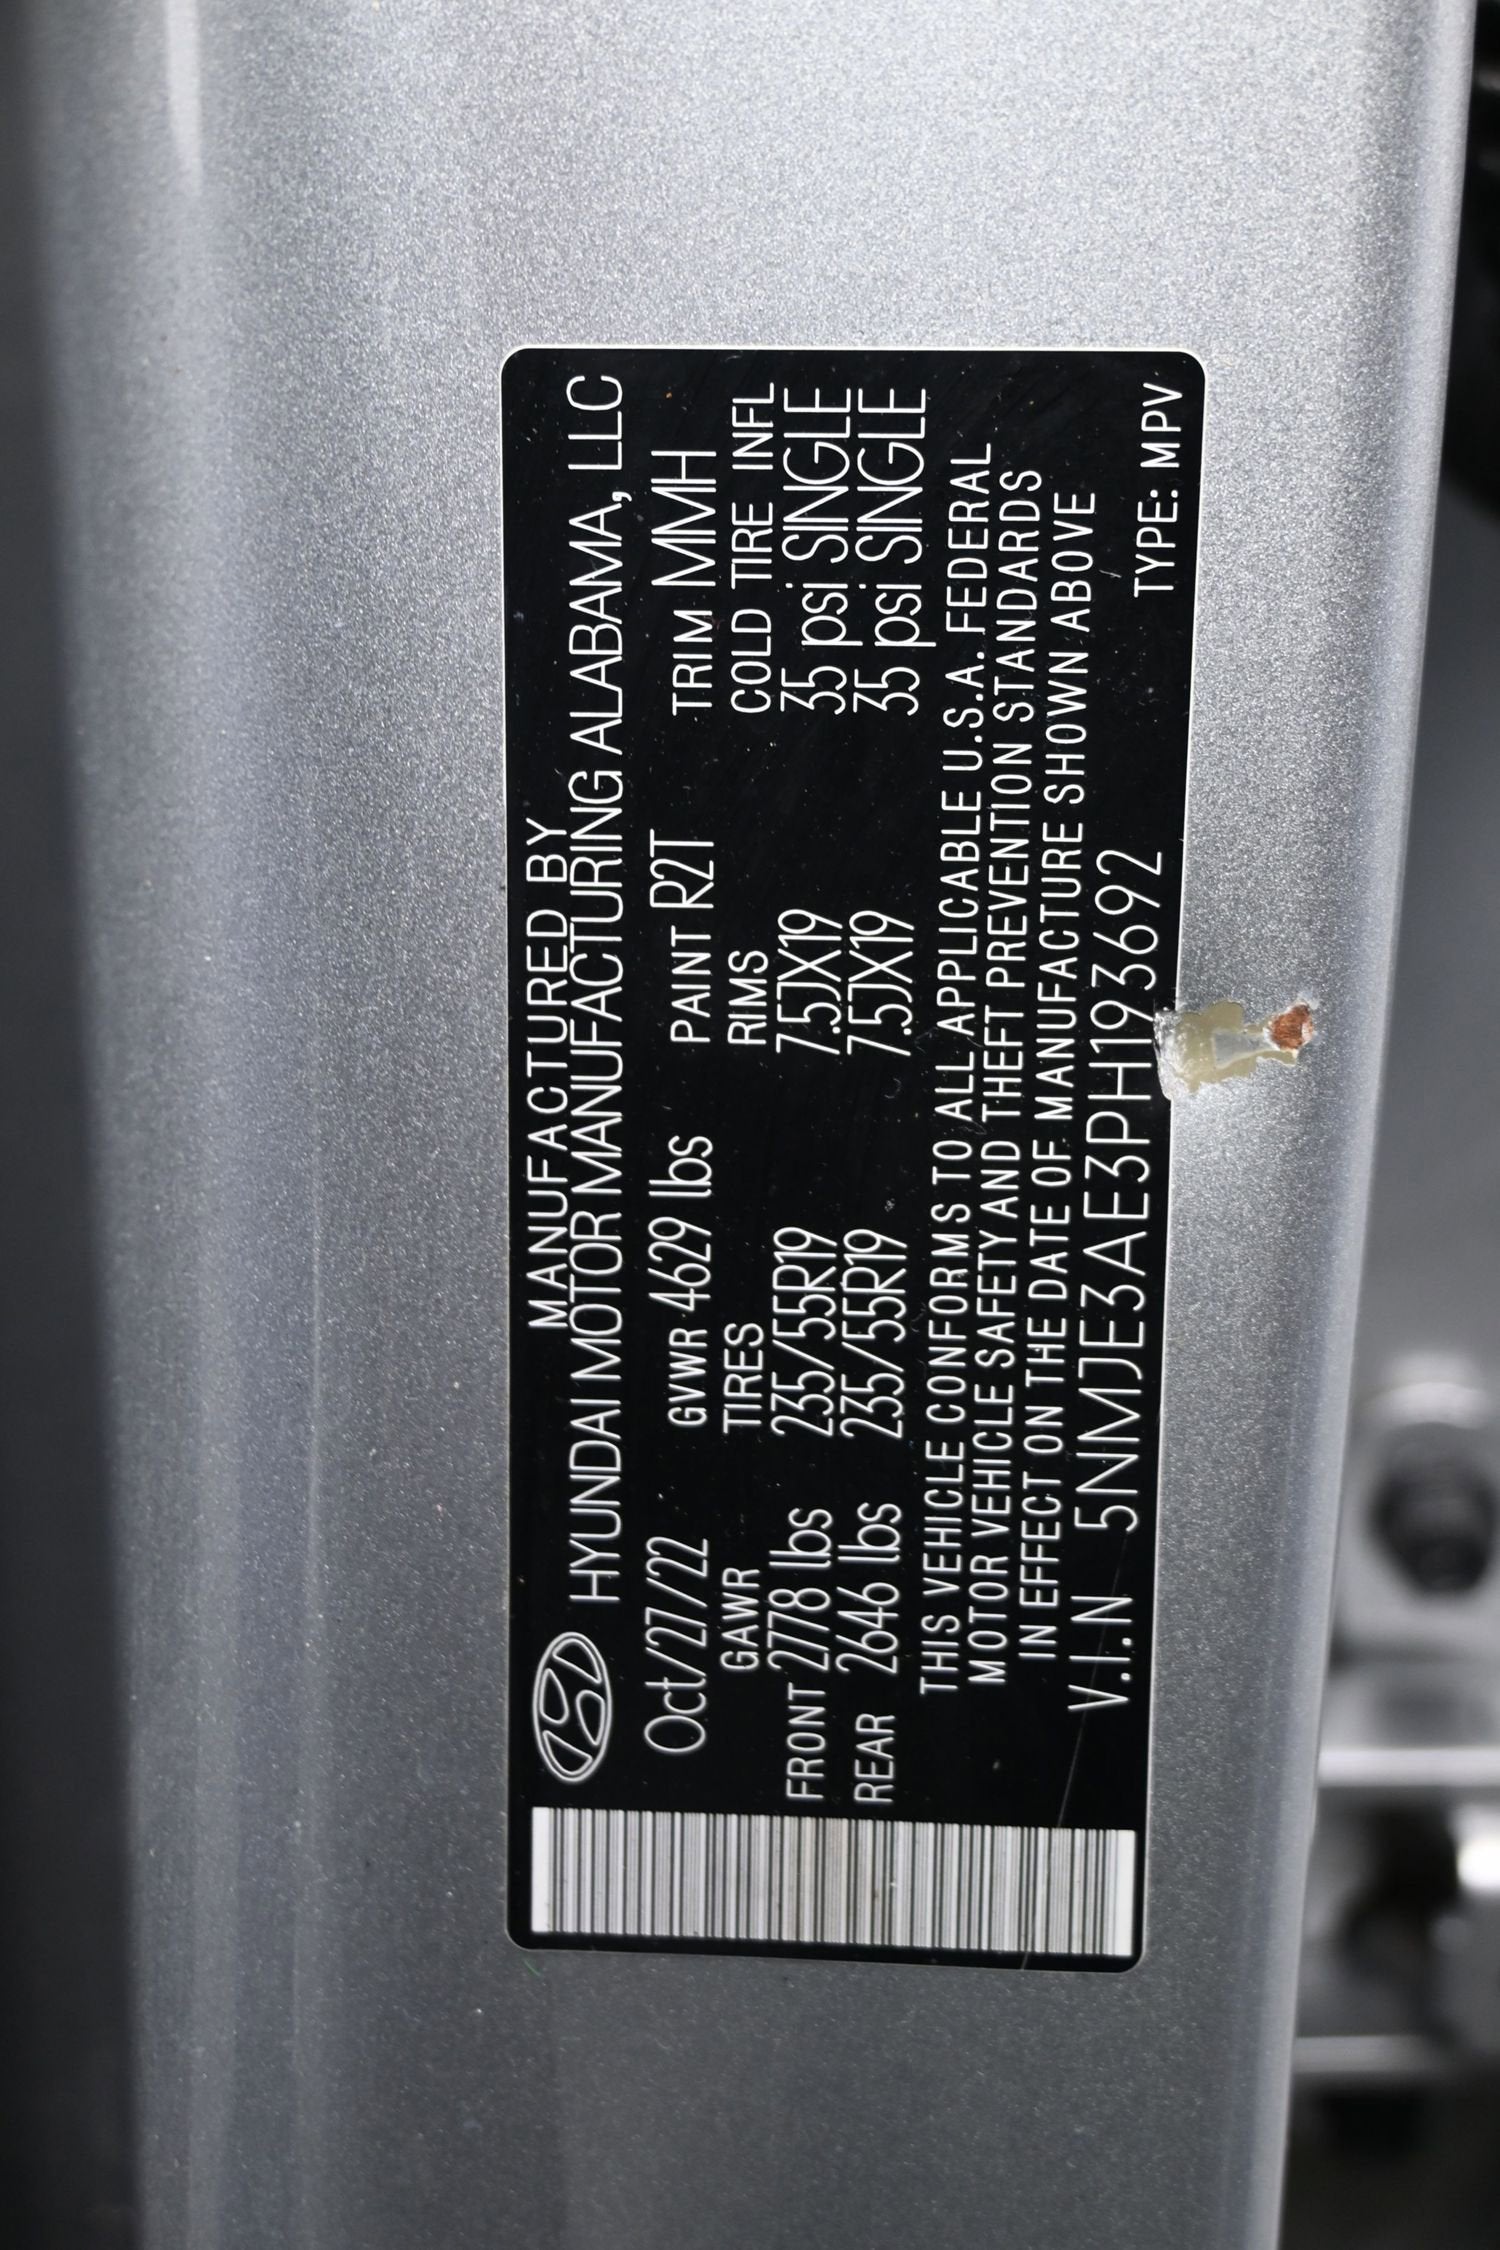 MANUFACTURED BY
HYUNDAI MOTOR MANUFACTURING ALABAMA, LLC
Oct/27/22 GVWR 4629 lbs PAINT R2T TRIM MMH
GAWR TIRES RIMS COLD TIRE INFL
FRONT 2778 lbs 235/55R19 7.5JX19 35 psi SINGLE
REAR 2646 lbs 235/55R19 7.5JX19 35 psi SINGLE
THIS VEHICLE CONFORMS TO ALL APPLICABLE U.S.A. FEDERAL
MOTOR VEHICLE SAFETY AND THEFT PREVENTION STANDARDS
IN EFFECT ON THE DATE OF MANUFACTURE SHOWN ABOVE
V.I.N 5NMJE3AE3PH193692 TYPE: MPV